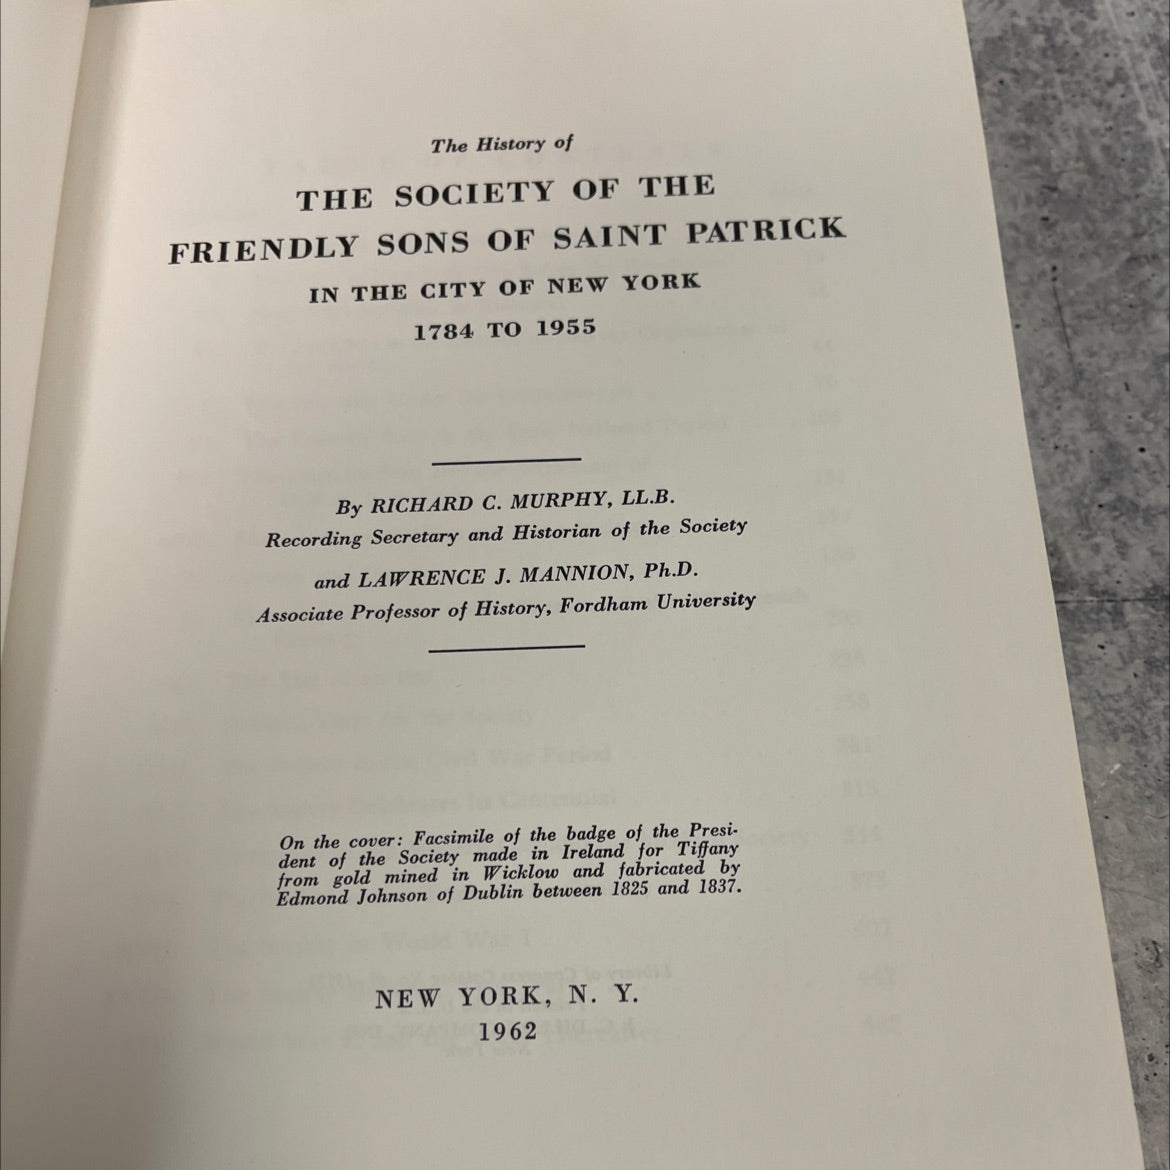 The History of
THE SOCIETY OF THE
FRIENDLY SONS OF SAINT PATRICK
IN THE CITY OF NEW YORK
1784 TO 1955
By RICHARD C. MURPHY, LL.B.
Recording Secretary and Historian of the Society
and LAWRENCE J. MANNION, Ph.D.
Associate Professor of History, Fordham University
On the cover: Facsimile of the badge of the Presi-
dent of the Society made in Ireland for Tiffany
from gold mined in Wicklow and fabricated by
Edmond Johnson of Dublin between 1825 and 1837.
NEW YORK, N. Y.
1962